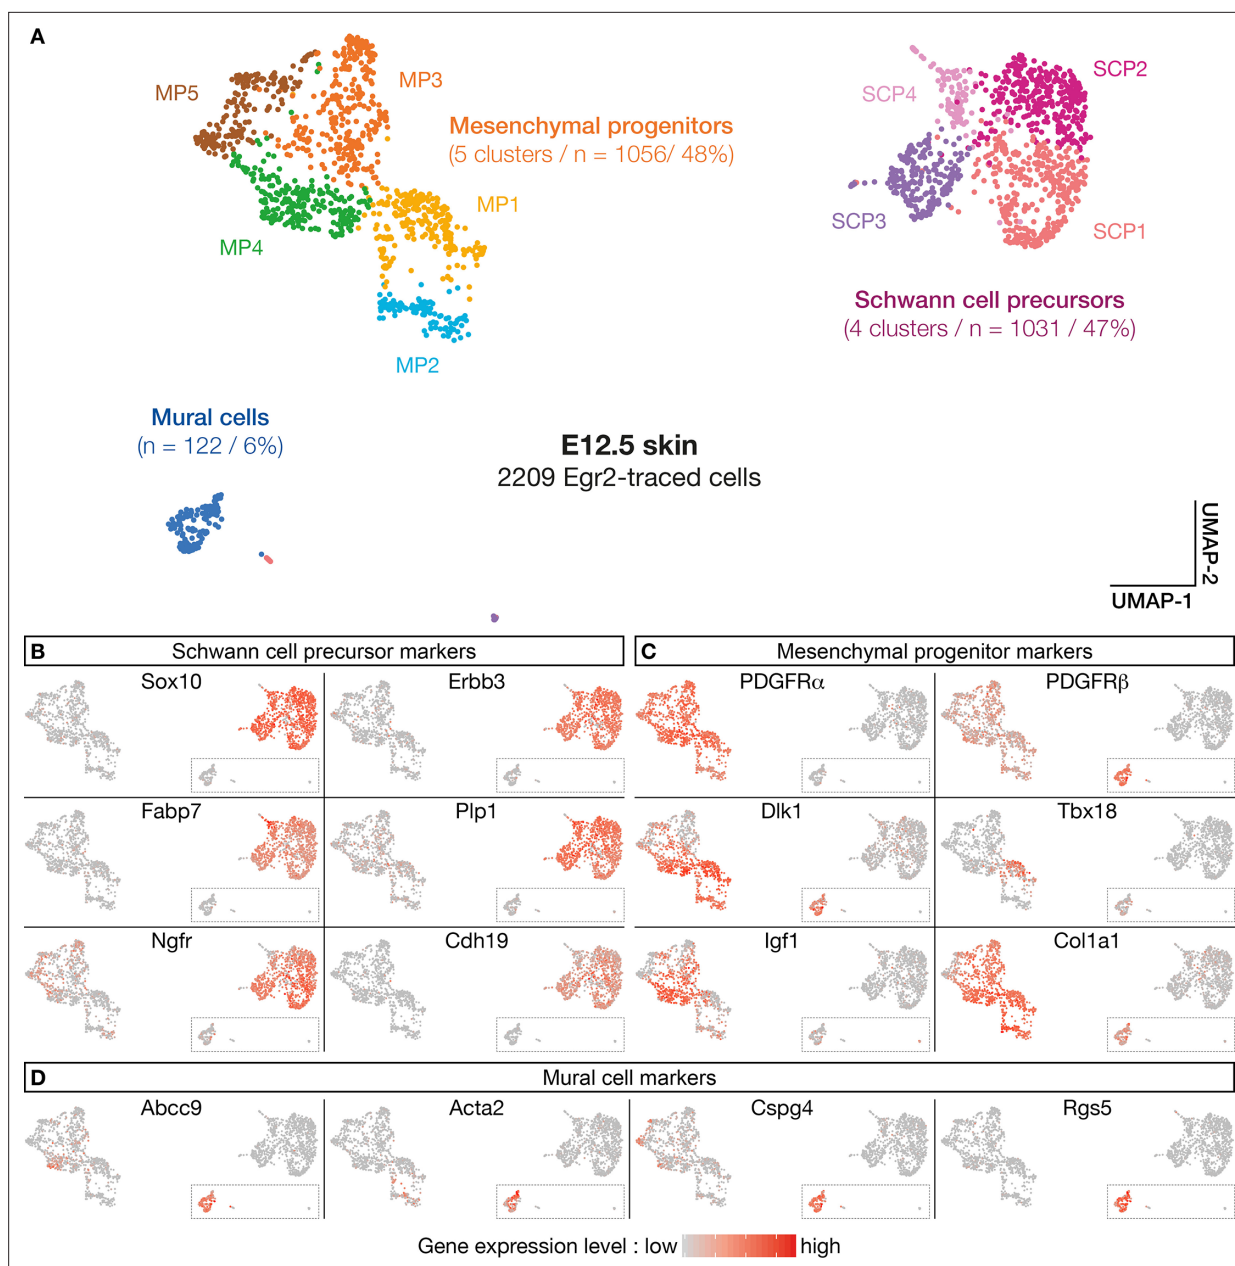 A
MP5
MP3
Mesenchymal progenitors
(5 clusters / n = 1056/ 48%)
MP1
MP4
MP2
SCP4
SCP2
SCP3
SCP1
Schwann cell precursors
(4 clusters / n = 1031 / 47%)
Mural cells
(n = 122 / 6%)
E12.5 skin
2209 Egr2-traced cells
UMAP-2
UMAP-1
B Schwann cell precursor markers
C Mesenchymal progenitor markers
Sox10 Erbb3 PDGFRα PDGFRβ
Fabp7 Plp1 Dlk1 Tbx18
Ngfr Cdh19 Igf1 Col1a1
D Mural cell markers
Abcc9 Acta2 Cspg4 Rgs5
Gene expression level : low high